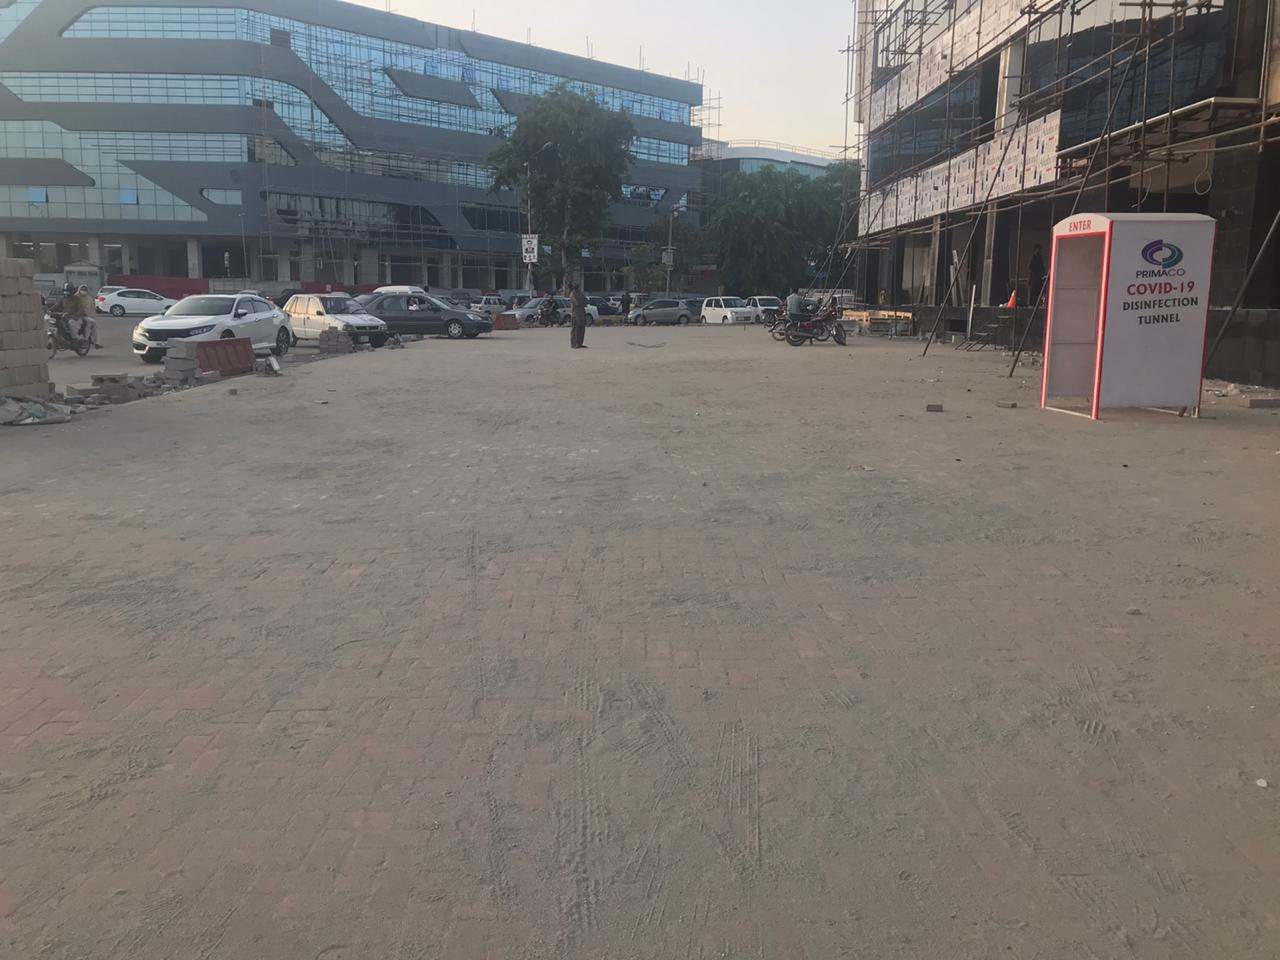 ENTER
PRIMACO
COVID-19
DISINFECTION
TUNNEL